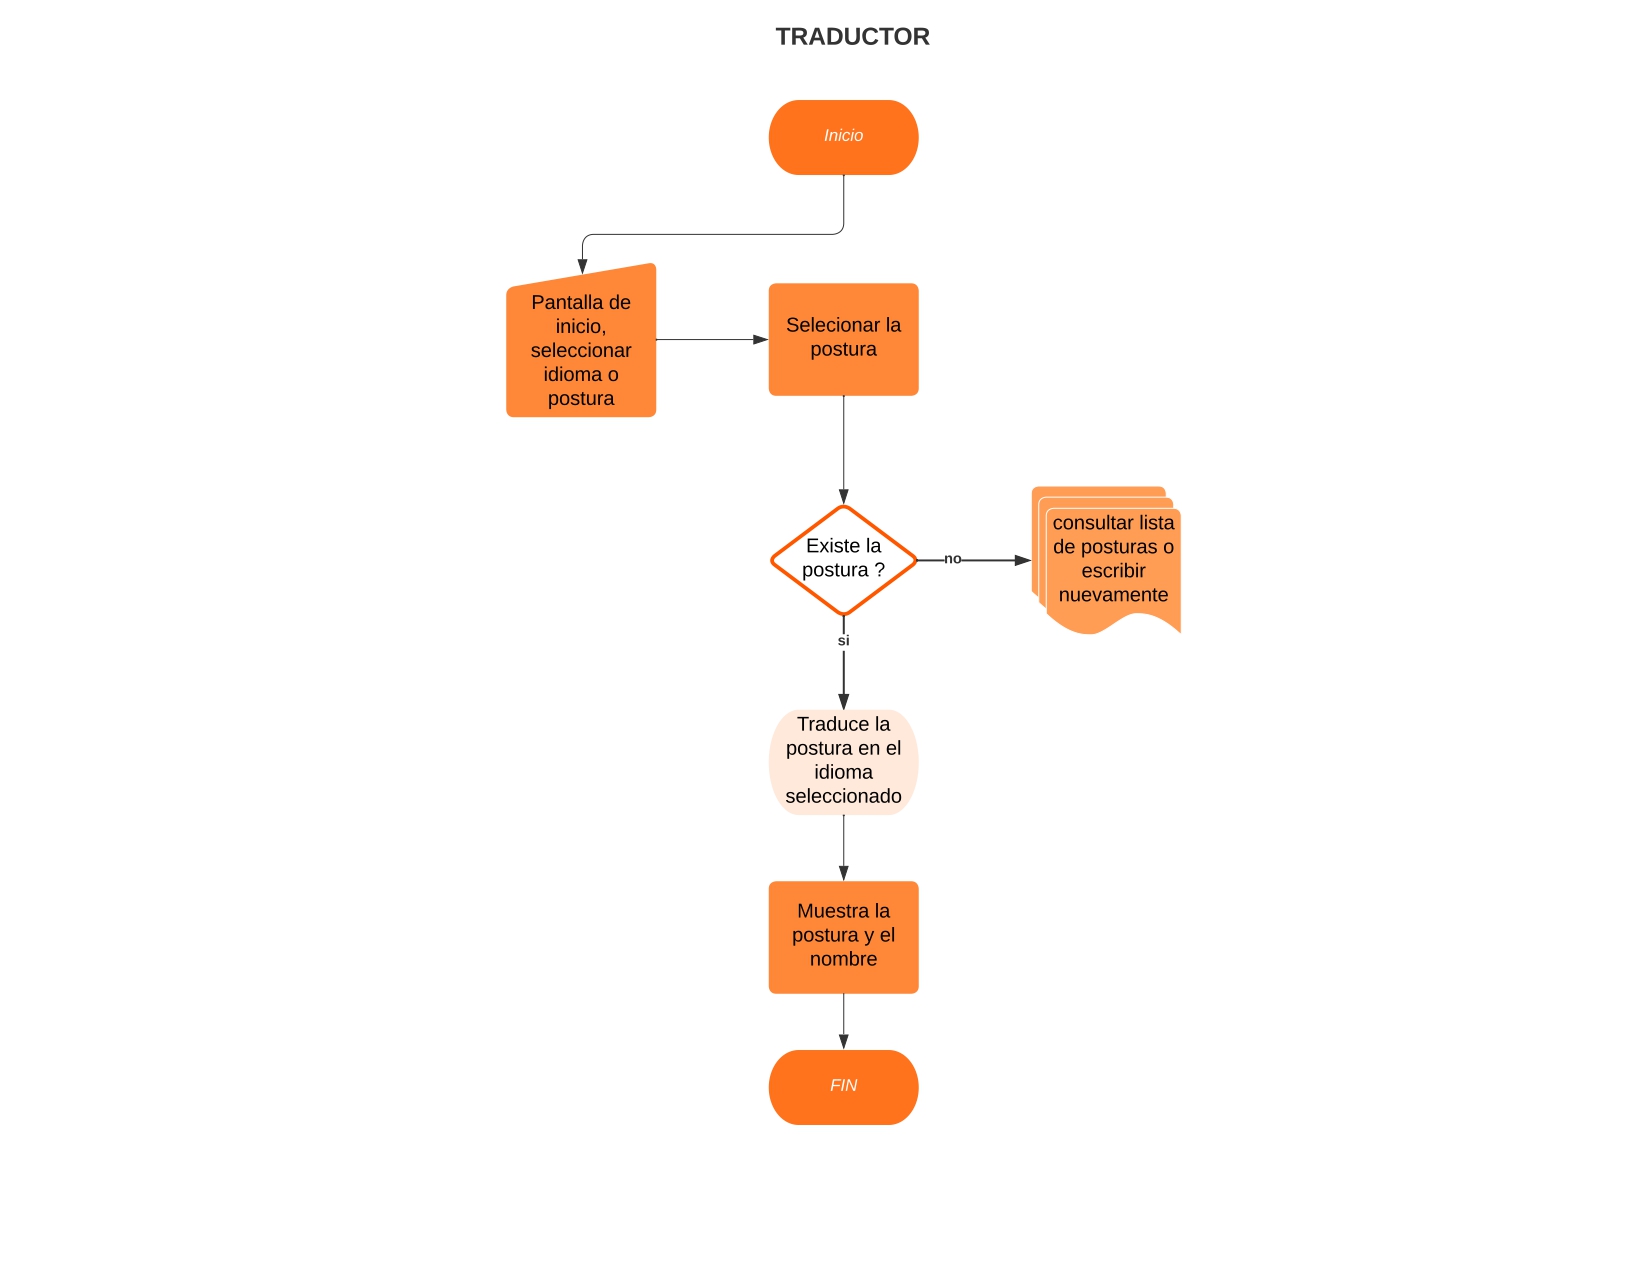 TRADUCTOR
Inicio
Pantalla de
inicio,
seleccionar
idioma o
postura
Selecionar la
postura
Existe la
postura ?
no
consultar lista
de posturas o
escribir
nuevamente
si
Traduce la
postura en el
idioma
seleccionado
Muestra la
postura y el
nombre
FIN